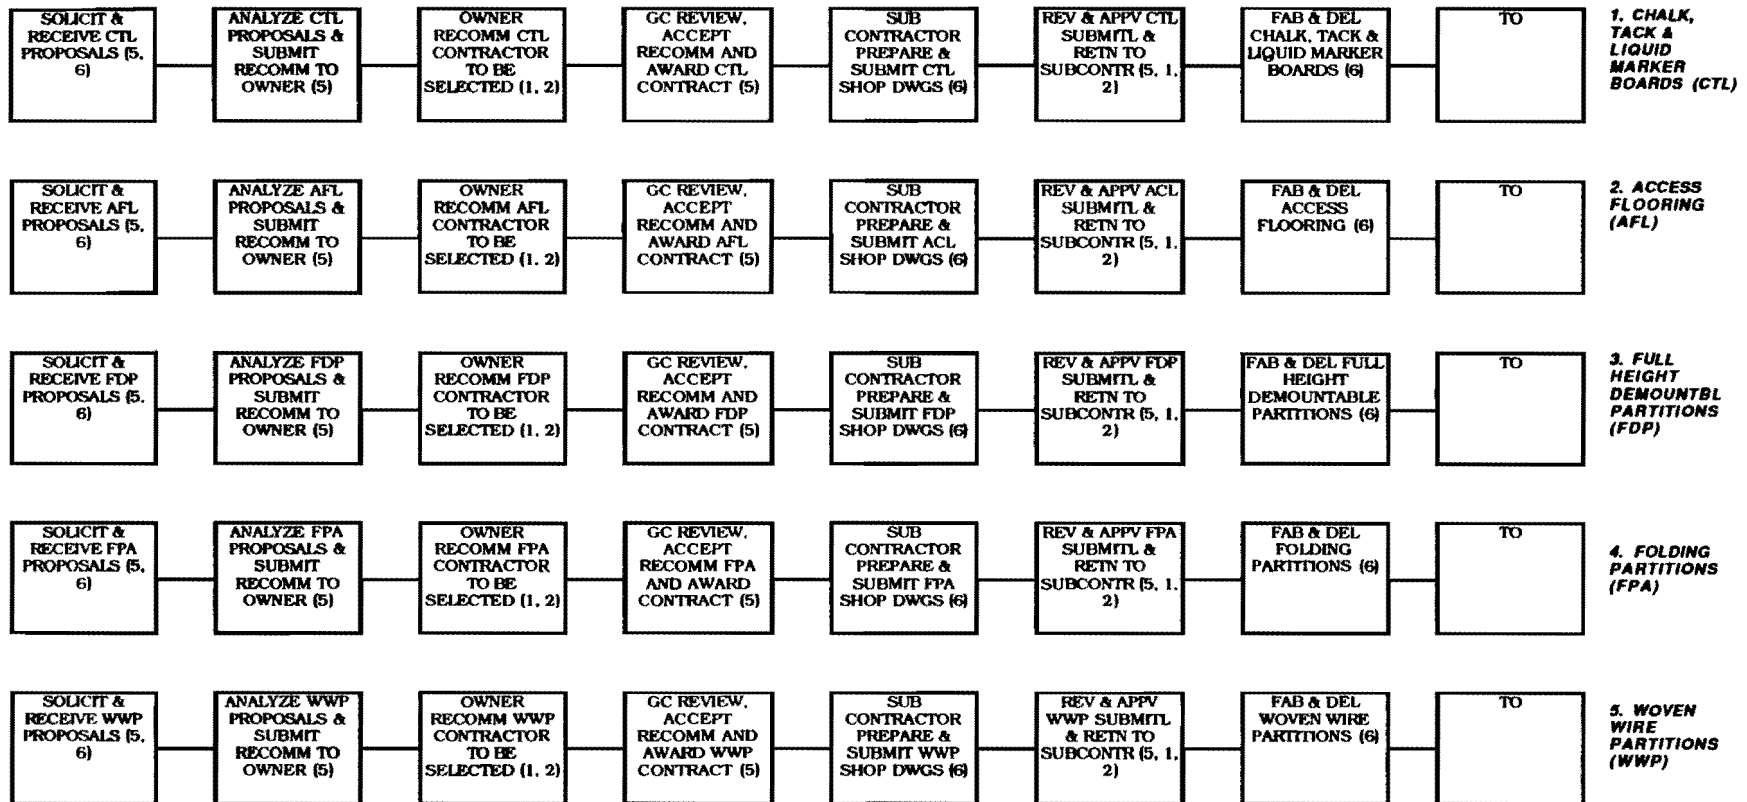 SOLICIT &
RECEIVE CTL
PROPOSALS (5,
6)
ANALYZE CTL
PROPOSALS &
SUBMIT
RECOMM TO
OWNER (5)
OWNER
RECOMM CTL
CONTRACTOR
TO BE
SELECTED (1, 2)
GC REVIEW,
ACCEPT
RECOMM AND
AWARD CTL
CONTRACT (5)
SUB
CONTRACTOR
PREPARE &
SUBMIT CTL
SHOP DWGS (6)
REV & APPV CTL
SUBMITL &
RETN TO
SUBCONTR (5, 1,
2)
FAB & DEL
CHALK, TACK &
LIQUID MARKER
BOARDS (6)
TO
1. CHALK,
TACK &
LIQUID
MARKER
BOARDS (CTL)
SOLICIT &
RECEIVE AFL
PROPOSALS (5,
6)
ANALYZE AFL
PROPOSALS &
SUBMIT
RECOMM TO
OWNER (5)
OWNER
RECOMM AFL
CONTRACTOR
TO BE
SELECTED (1, 2)
GC REVIEW,
ACCEPT
RECOMM AND
AWARD AFL
CONTRACT (5)
SUB
CONTRACTOR
PREPARE &
SUBMIT ACL
SHOP DWGS (6)
REV & APPV ACL
SUBMITL &
RETN TO
SUBCONTR (5, 1,
2)
FAB & DEL
ACCESS
FLOORING (6)
TO
2. ACCESS
FLOORING
(AFL)
SOLICIT &
RECEIVE FDP
PROPOSALS (5,
6)
ANALYZE FDP
PROPOSALS &
SUBMIT
RECOMM TO
OWNER (5)
OWNER
RECOMM FDP
CONTRACTOR
TO BE
SELECTED (1, 2)
GC REVIEW,
ACCEPT
RECOMM AND
AWARD FDP
CONTRACT (5)
SUB
CONTRACTOR
PREPARE &
SUBMIT FDP
SHOP DWGS (6)
REV & APPV FDP
SUBMITL &
RETN TO
SUBCONTR (5, 1,
2)
FAB & DEL FULL
HEIGHT
DEMOUNTABLE
PARTITIONS (6)
TO
3. FULL
HEIGHT
DEMOUNTBL
PARTITIONS
(FDP)
SOLICIT &
RECEIVE FPA
PROPOSALS (5,
6)
ANALYZE FPA
PROPOSALS &
SUBMIT
RECOMM TO
OWNER (5)
OWNER
RECOMM FPA
CONTRACTOR
TO BE
SELECTED (1, 2)
GC REVIEW,
ACCEPT
RECOMM FPA
AND AWARD
CONTRACT (5)
SUB
CONTRACTOR
PREPARE &
SUBMIT FPA
SHOP DWGS (6)
REV & APPV FPA
SUBMITL &
RETN TO
SUBCONTR (5, 1,
2)
FAB & DEL
FOLDING
PARTITIONS (6)
TO
4. FOLDING
PARTITIONS
(FPA)
SOLICIT &
RECEIVE WWP
PROPOSALS (5,
6)
ANALYZE WWP
PROPOSALS &
SUBMIT
RECOMM TO
OWNER (5)
OWNER
RECOMM WWP
CONTRACTOR
TO BE
SELECTED (1, 2)
GC REVIEW,
ACCEPT
RECOMM AND
AWARD WWP
CONTRACT (5)
SUB
CONTRACTOR
PREPARE &
SUBMIT WWP
SHOP DWGS (6)
REV & APPV
WWP SUBMITL
& RETN TO
SUBCONTR (5, 1,
2)
FAB & DEL
WOVEN WIRE
PARTITIONS (6)
TO
5. WOVEN
WIRE
PARTITIONS
(WWP)